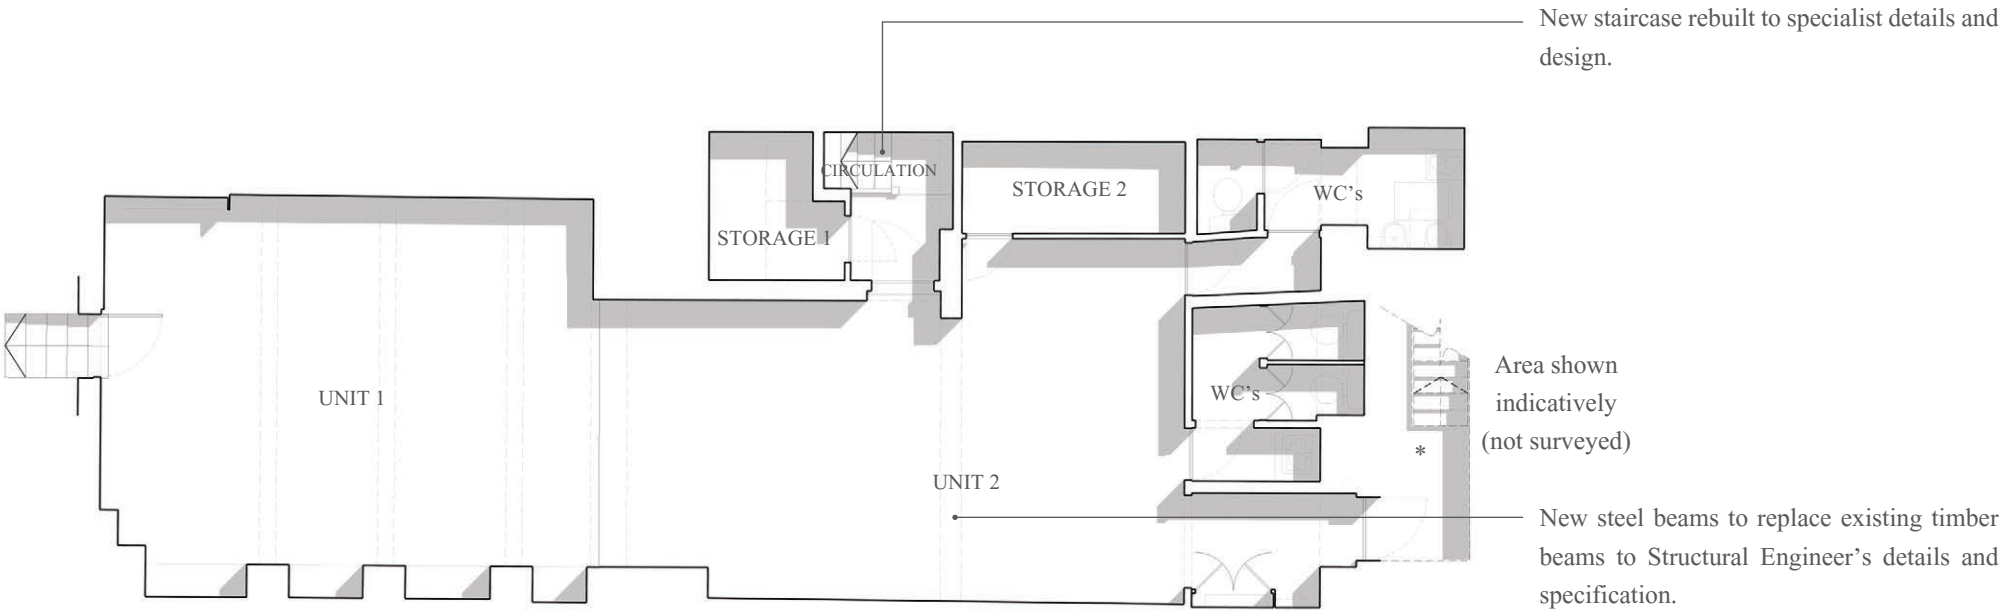 New staircase rebuilt to specialist details and
design.
CIRCULATION
STORAGE 2
WC's
STORAGE 1
UNIT 1
WC's
Area shown
indicatively
(not surveyed)
*
UNIT 2
New steel beams to replace existing timber
beams to Structural Engineer's details and
specification.